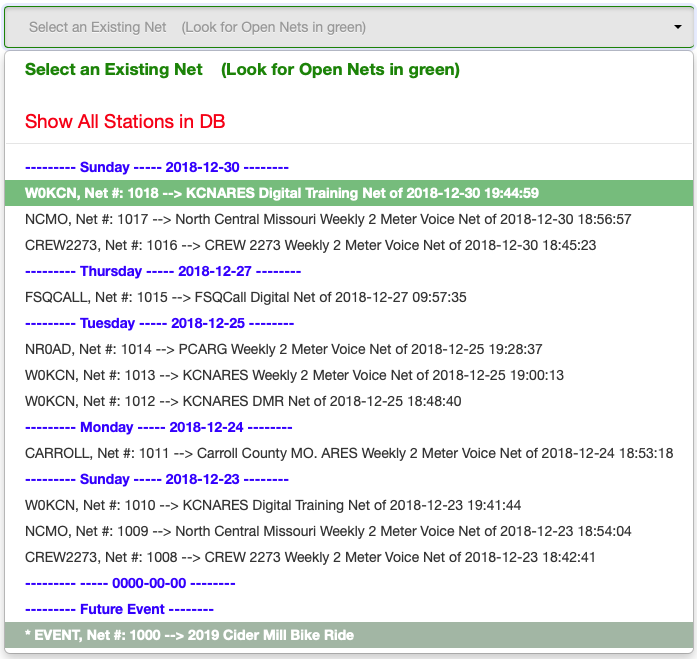 Select an Existing Net (Look for Open Nets in green)
Select an Existing Net (Look for Open Nets in green)
Show All Stations in DB
--------- Sunday ----- 2018-12-30 --------
W0KCN, Net #: 1018 --> KCNARES Digital Training Net of 2018-12-30 19:44:59
NCMO, Net #: 1017 --> North Central Missouri Weekly 2 Meter Voice Net of 2018-12-30 18:56:57
CREW2273, Net #: 1016 --> CREW 2273 Weekly 2 Meter Voice Net of 2018-12-30 18:45:23
--------- Thursday ----- 2018-12-27 --------
FSQCALL, Net #: 1015 --> FSQCall Digital Net of 2018-12-27 09:57:35
--------- Tuesday ----- 2018-12-25 --------
NR0AD, Net #: 1014 --> PCARG Weekly 2 Meter Voice Net of 2018-12-25 19:28:37
W0KCN, Net #: 1013 --> KCNARES Weekly 2 Meter Voice Net of 2018-12-25 19:00:13
W0KCN, Net #: 1012 --> KCNARES DMR Net of 2018-12-25 18:48:40
--------- Monday ----- 2018-12-24 --------
CARROLL, Net #: 1011 --> Carroll County MO. ARES Weekly 2 Meter Voice Net of 2018-12-24 18:53:18
--------- Sunday ----- 2018-12-23 --------
W0KCN, Net #: 1010 --> KCNARES Digital Training Net of 2018-12-23 19:41:44
NCMO, Net #: 1009 --> North Central Missouri Weekly 2 Meter Voice Net of 2018-12-23 18:54:04
CREW2273, Net #: 1008 --> CREW 2273 Weekly 2 Meter Voice Net of 2018-12-23 18:42:41
--------- ----- 0000-00-00 --------
--------- Future Event --------
* EVENT, Net #: 1000 --> 2019 Cider Mill Bike Ride